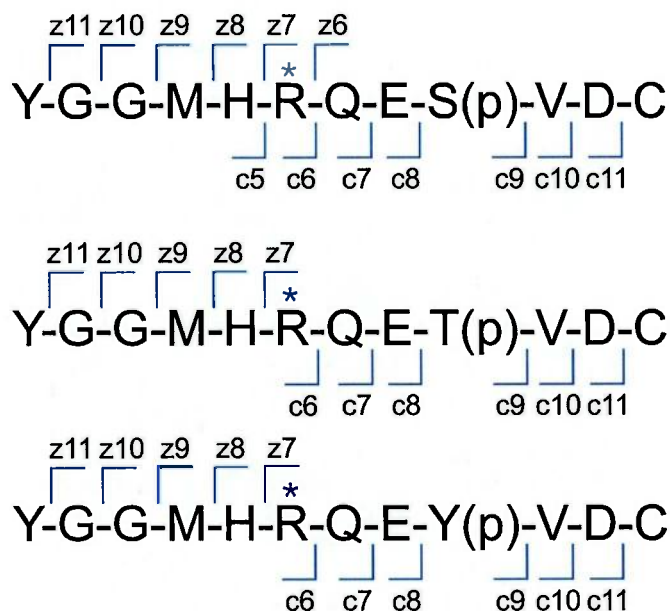 z11 z10 z9 z8 z7 z6
*
Y-G-G-M-H-R-Q-E-S(p)-V-D-C
c5 c6 c7 c8 c9 c10 c11
z11 z10 z9 z8 z7
*
Y-G-G-M-H-R-Q-E-T(p)-V-D-C
c6 c7 c8 c9 c10 c11
z11 z10 z9 z8 z7
*
Y-G-G-M-H-R-Q-E-Y(p)-V-D-C
c6 c7 c8 c9 c10 c11